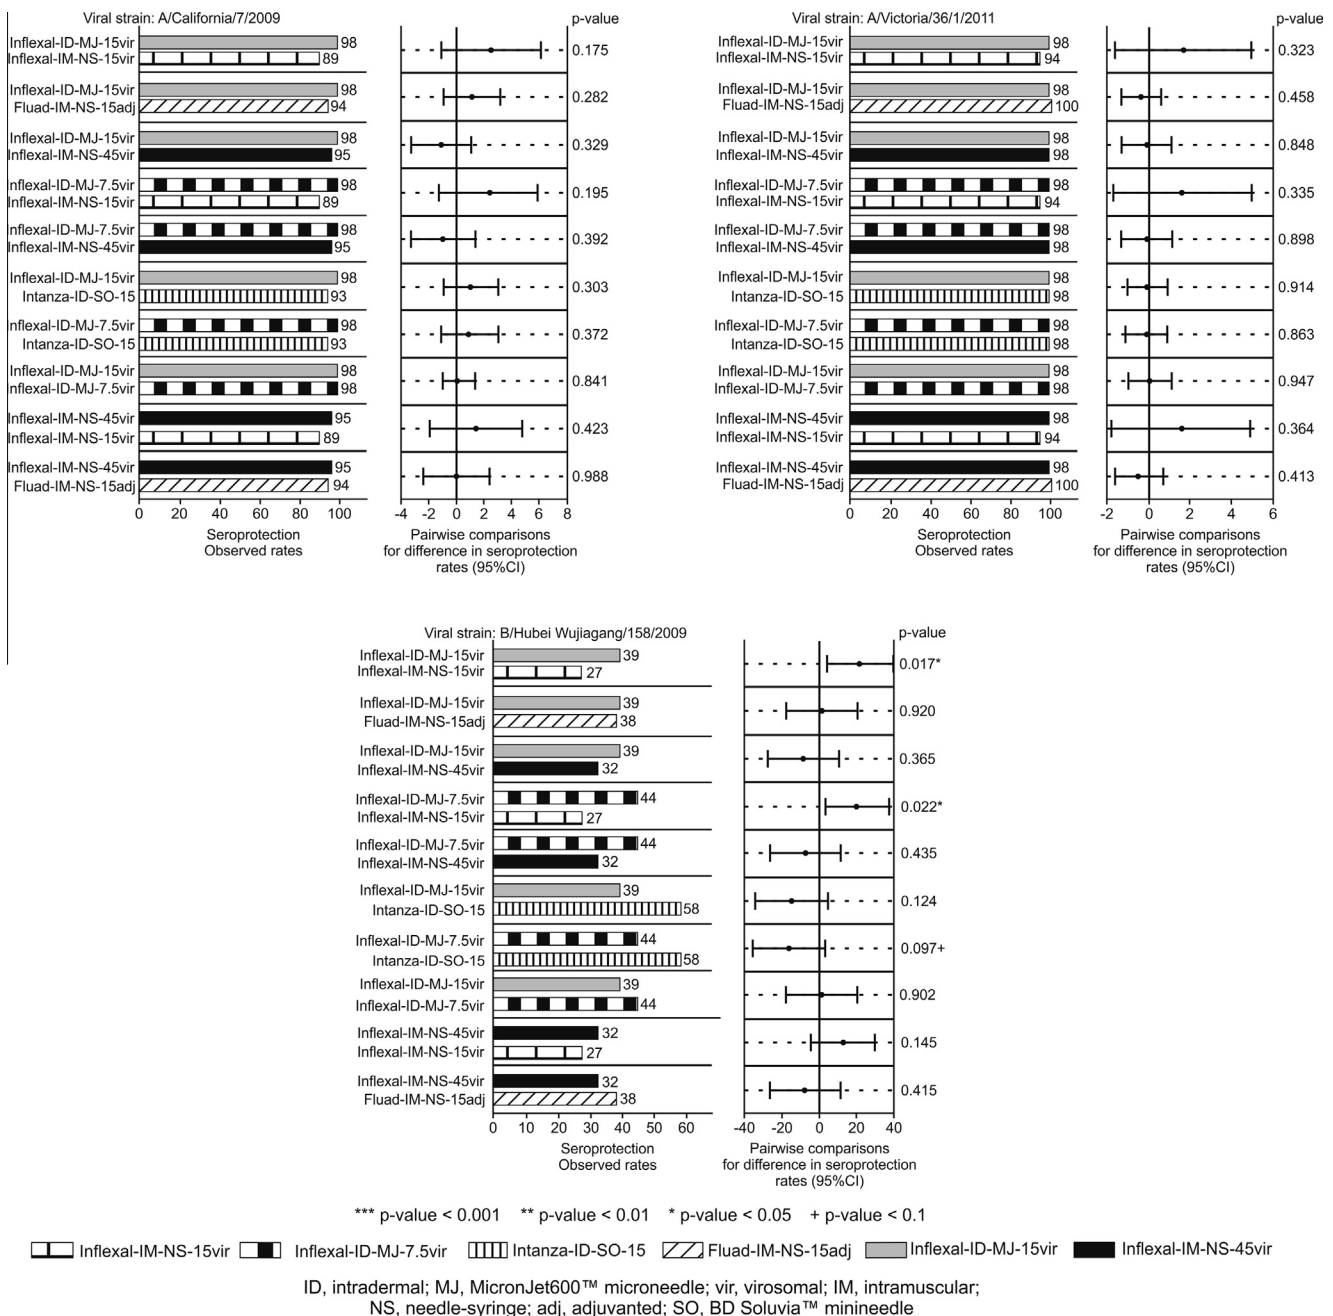 Viral strain: A/California/7/2009
p-value
Inflexal-ID-MJ-15vir 98
Inflexal-IM-NS-15vir 89
0.175
Inflexal-ID-MJ-15vir 98
Fluad-IM-NS-15adj 94
0.282
Inflexal-ID-MJ-15vir 98
Inflexal-IM-NS-45vir 95
0.329
Inflexal-ID-MJ-7.5vir 98
Inflexal-IM-NS-15vir 89
0.195
Inflexal-ID-MJ-7.5vir 98
Inflexal-IM-NS-45vir 95
0.392
Inflexal-ID-MJ-15vir 98
Intanza-ID-SO-15 93
0.303
Inflexal-ID-MJ-7.5vir 98
Intanza-ID-SO-15 93
0.372
Inflexal-ID-MJ-15vir 98
Inflexal-ID-MJ-7.5vir 98
0.841
Inflexal-IM-NS-45vir 95
Inflexal-IM-NS-15vir 89
0.423
Inflexal-IM-NS-45vir 95
Fluad-IM-NS-15adj 94
0.988
0 20 40 60 80 100
Seroprotection
Observed rates
-4 -2 0 2 4 6 8
Pairwise comparisons
for difference in seroprotection
rates (95%CI)
Viral strain: A/Victoria/36/1/2011
p-value
Inflexal-ID-MJ-15vir 98
Inflexal-IM-NS-15vir 94
0.323
Inflexal-ID-MJ-15vir 98
Fluad-IM-NS-15adj 100
0.458
Inflexal-ID-MJ-15vir 98
Inflexal-IM-NS-45vir 98
0.848
Inflexal-ID-MJ-7.5vir 98
Inflexal-IM-NS-15vir 94
0.335
Inflexal-ID-MJ-7.5vir 98
Inflexal-IM-NS-45vir 98
0.898
Inflexal-ID-MJ-15vir 98
Intanza-ID-SO-15 98
0.914
Inflexal-ID-MJ-7.5vir 98
Intanza-ID-SO-15 98
0.863
Inflexal-ID-MJ-15vir 98
Inflexal-ID-MJ-7.5vir 98
0.947
Inflexal-IM-NS-45vir 98
Inflexal-IM-NS-15vir 94
0.364
Inflexal-IM-NS-45vir 98
Fluad-IM-NS-15adj 100
0.413
0 20 40 60 80 100
Seroprotection
Observed rates
-2 0 2 4 6
Pairwise comparisons
for difference in seroprotection
rates (95%CI)
Viral strain: B/Hubei Wujiagang/158/2009
p-value
Inflexal-ID-MJ-15vir 39
Inflexal-IM-NS-15vir 27
0.017*
Inflexal-ID-MJ-15vir 39
Fluad-IM-NS-15adj 38
0.920
Inflexal-ID-MJ-15vir 39
Inflexal-IM-NS-45vir 32
0.365
Inflexal-ID-MJ-7.5vir 44
Inflexal-IM-NS-15vir 27
0.022*
Inflexal-ID-MJ-7.5vir 44
Inflexal-IM-NS-45vir 32
0.435
Inflexal-ID-MJ-15vir 39
Intanza-ID-SO-15 58
0.124
Inflexal-ID-MJ-7.5vir 44
Intanza-ID-SO-15 58
0.097+
Inflexal-ID-MJ-15vir 39
Inflexal-ID-MJ-7.5vir 44
0.902
Inflexal-IM-NS-45vir 32
Inflexal-IM-NS-15vir 27
0.145
Inflexal-IM-NS-45vir 32
Fluad-IM-NS-15adj 38
0.415
0 10 20 30 40 50 60
Seroprotection
Observed rates
-40 -20 0 20 40
Pairwise comparisons
for difference in seroprotection
rates (95%CI)
*** p-value < 0.001 ** p-value < 0.01 * p-value < 0.05 + p-value < 0.1
Inflexal-IM-NS-15vir Inflexal-ID-MJ-7.5vir Intanza-ID-SO-15 Fluad-IM-NS-15adj Inflexal-ID-MJ-15vir Inflexal-IM-NS-45vir
ID, intradermal; MJ, MicronJet600™ microneedle; vir, virosomal; IM, intramuscular;
NS, needle-syringe; adj, adjuvanted; SO, BD Soluvia™ minineedle